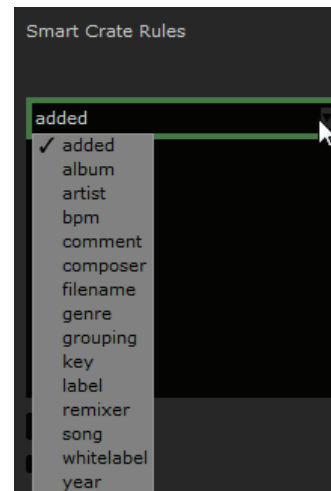 Smart Crate Rules
added
✓ added
album
artist
bpm
comment
composer
filename
genre
grouping
key
label
remixer
song
whitelabel
year